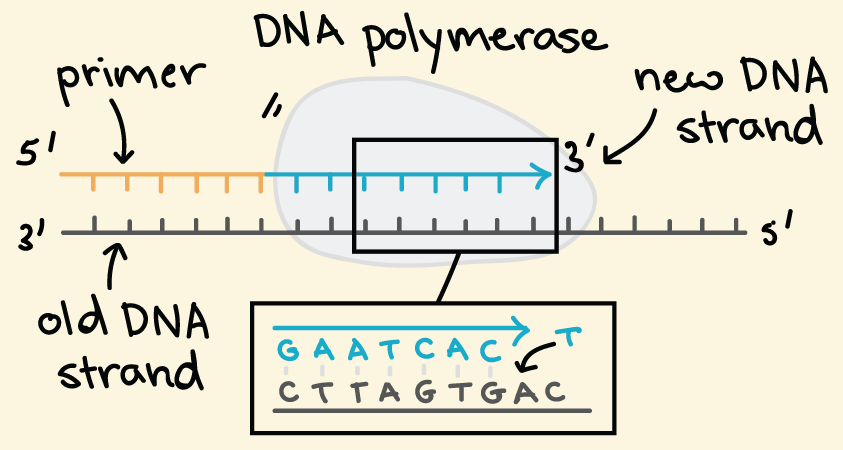 DNA polymerase
primer
new DNA
strand
5'
3'
3'
5'
old DNA
strand
T
GAATCAC
CTTAGTGAC